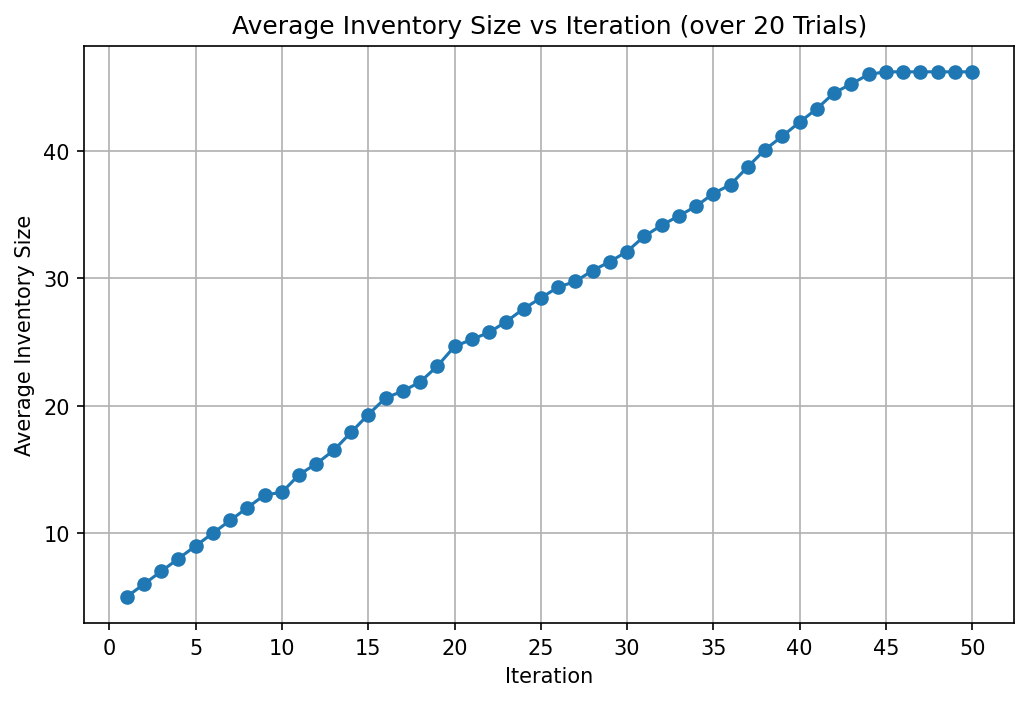 Average Inventory Size vs Iteration (over 20 Trials)
Average Inventory Size
40
30
20
10
0 5 10 15 20 25 30 35 40 45 50
Iteration